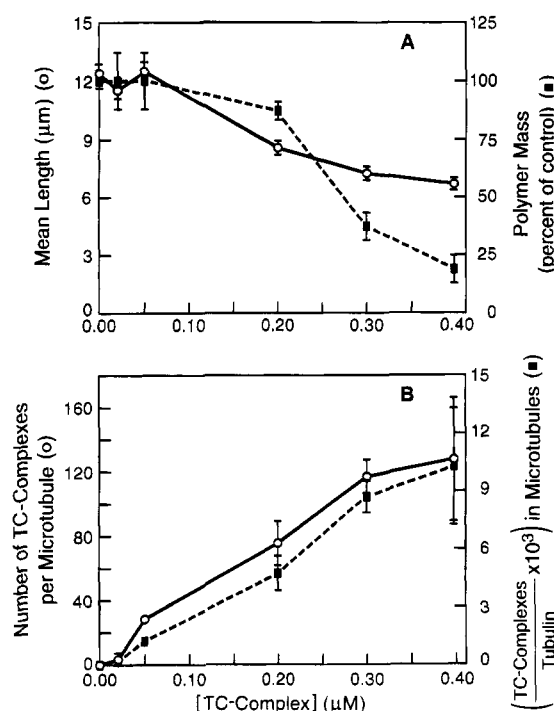 A
Mean Length (µm) (o)
15
12
9
6
3
0
Polymer Mass
(percent of control) (■)
125
100
75
50
25
0
0.00 0.10 0.20 0.30 0.40
B
Number of TC-Complexes
per Microtubule (o)
160
120
80
40
0
(TC-Complexes / Tubulin x10³) in Microtubules (■)
15
12
9
6
3
0
0.00 0.10 0.20 0.30 0.40
[TC-Complex] (µM)